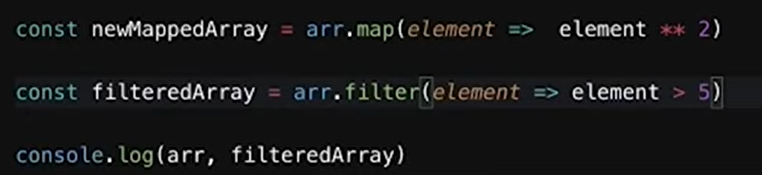 const newMappedArray = arr.map(element =>  element ** 2)
const filteredArray = arr.filter(element => element > 5)
console.log(arr, filteredArray)